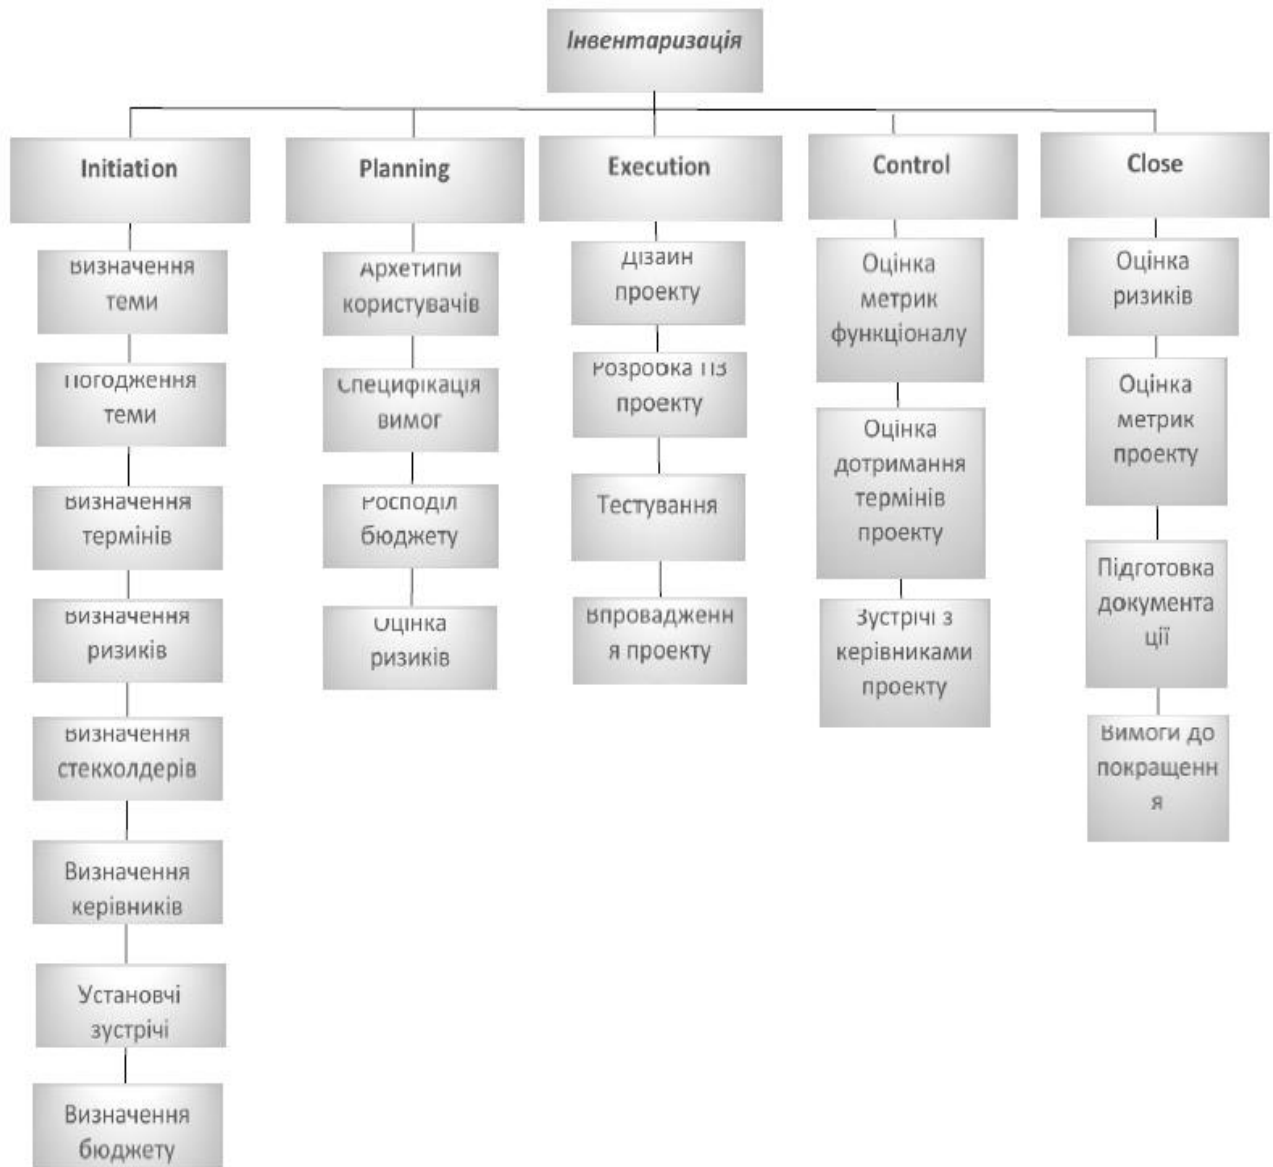 Інвентаризація
Initiation
Визначення
теми
Погодження
теми
Визначення
термінів
Визначення
ризиків
Визначення
стекхолдерів
Визначення
керівників
Установчі
зустрічі
Визначення
бюджету
Planning
Архетипи
користувачів
Специфікація
вимог
Росподіл
бюджету
Оцінка
ризиків
Execution
Дізайн
проекту
Розробка ПЗ
проекту
Тестування
Впровадженн
я проекту
Control
Оцінка
метрик
функціоналу
Оцінка
дотримання
термінів
проекту
Зустрічі з
керівниками
проекту
Close
Оцінка
ризиків
Оцінка
метрик
проекту
Підготовка
документа
ції
Вимоги до
покращенн
я